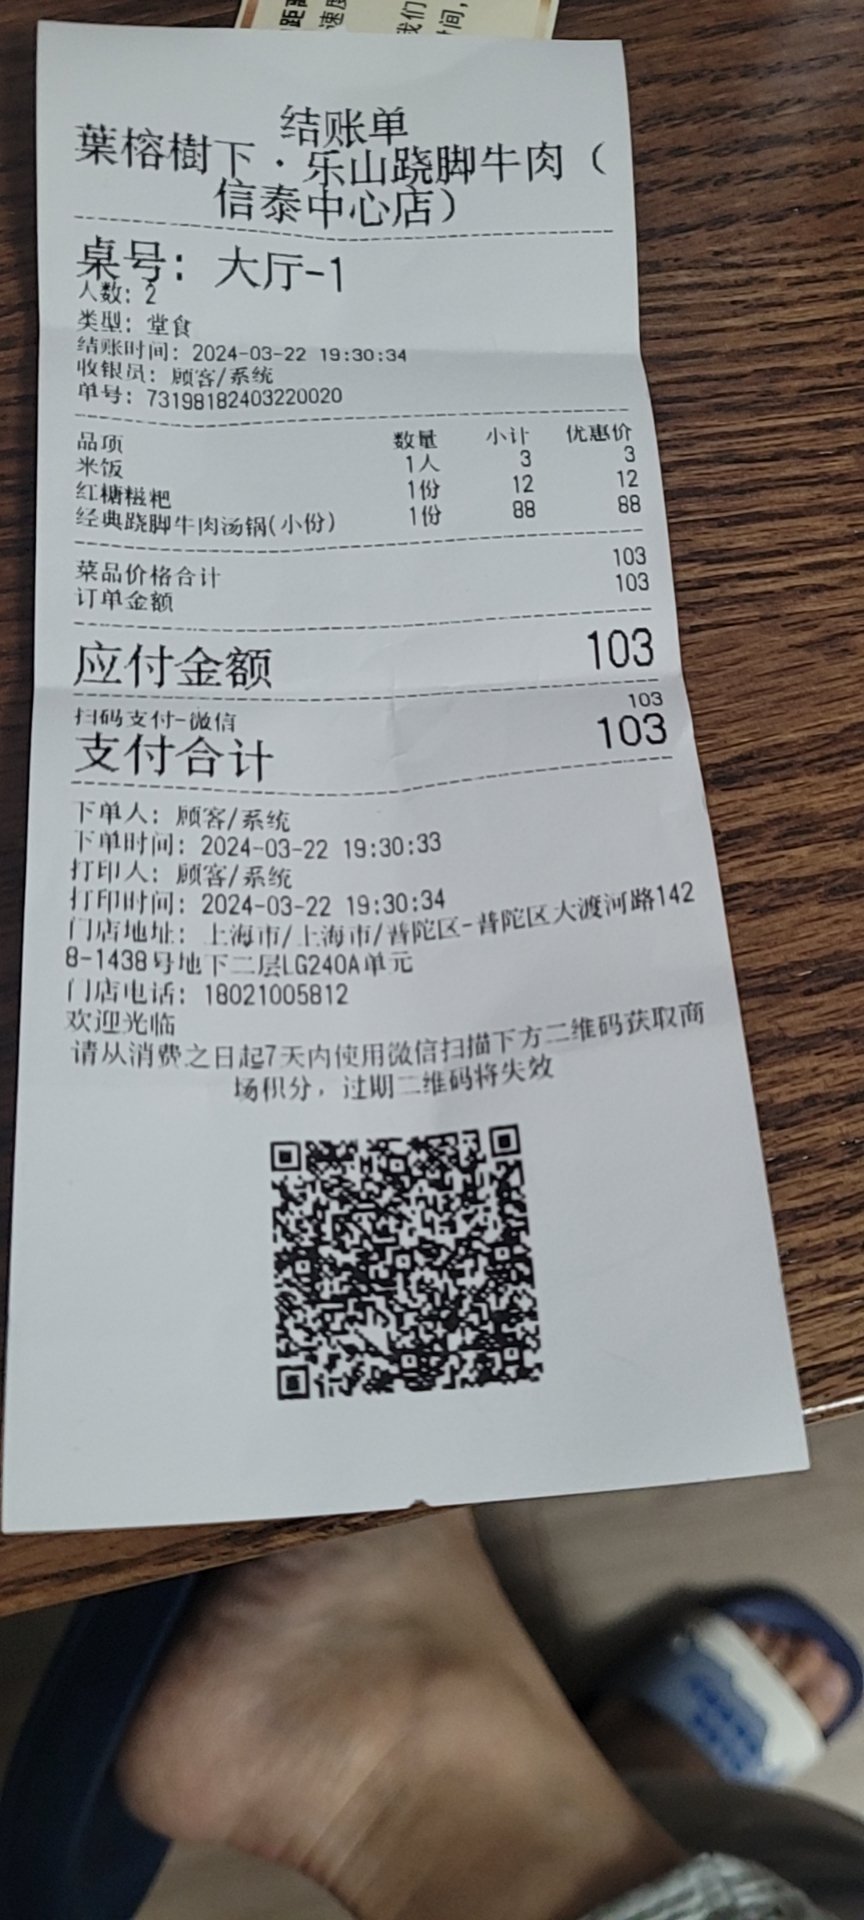 距离
速度
我们
时间,
结账单
葉榕樹下·乐山跷脚牛肉（
信泰中心店）
桌号: 大厅-1
人数: 2
类型: 堂食
结账时间: 2024-03-22 19:30:34
收银员: 顾客/系统
单号: 73198182403220020
品项 数量 小计 优惠价
米饭 1人 3 3
红糖糍粑 1份 12 12
经典跷脚牛肉汤锅(小份) 1份 88 88
菜品价格合计 103
订单金额 103
应付金额 103
扫码支付-微信 103
支付合计 103
下单人: 顾客/系统
下单时间: 2024-03-22 19:30:33
打印人: 顾客/系统
打印时间: 2024-03-22 19:30:34
门店地址: 上海市/上海市/普陀区-普陀区大渡河路142
8-1438号地下二层LG240A单元
门店电话: 18021005812
欢迎光临
请从消费之日起7天内使用微信扫描下方二维码获取商
场积分，过期二维码将失效